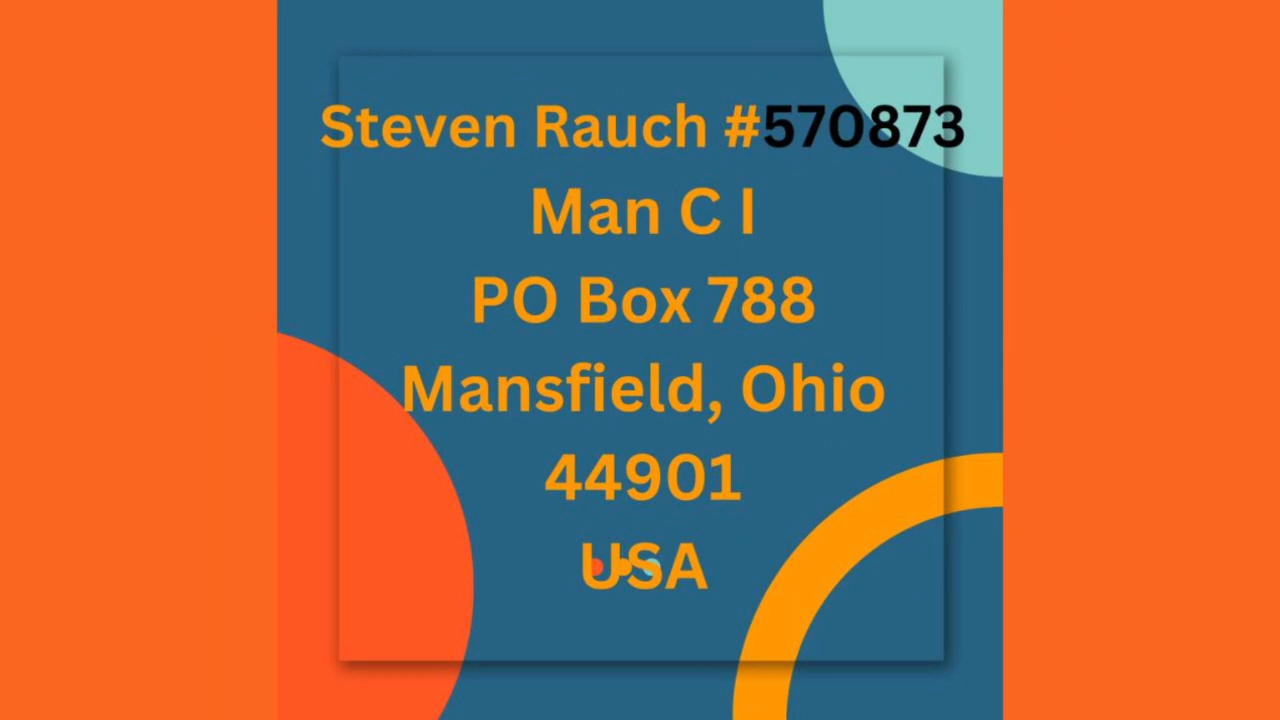 Steven Rauch #570873
Man C I
PO Box 788
Mansfield, Ohio
44901
USA